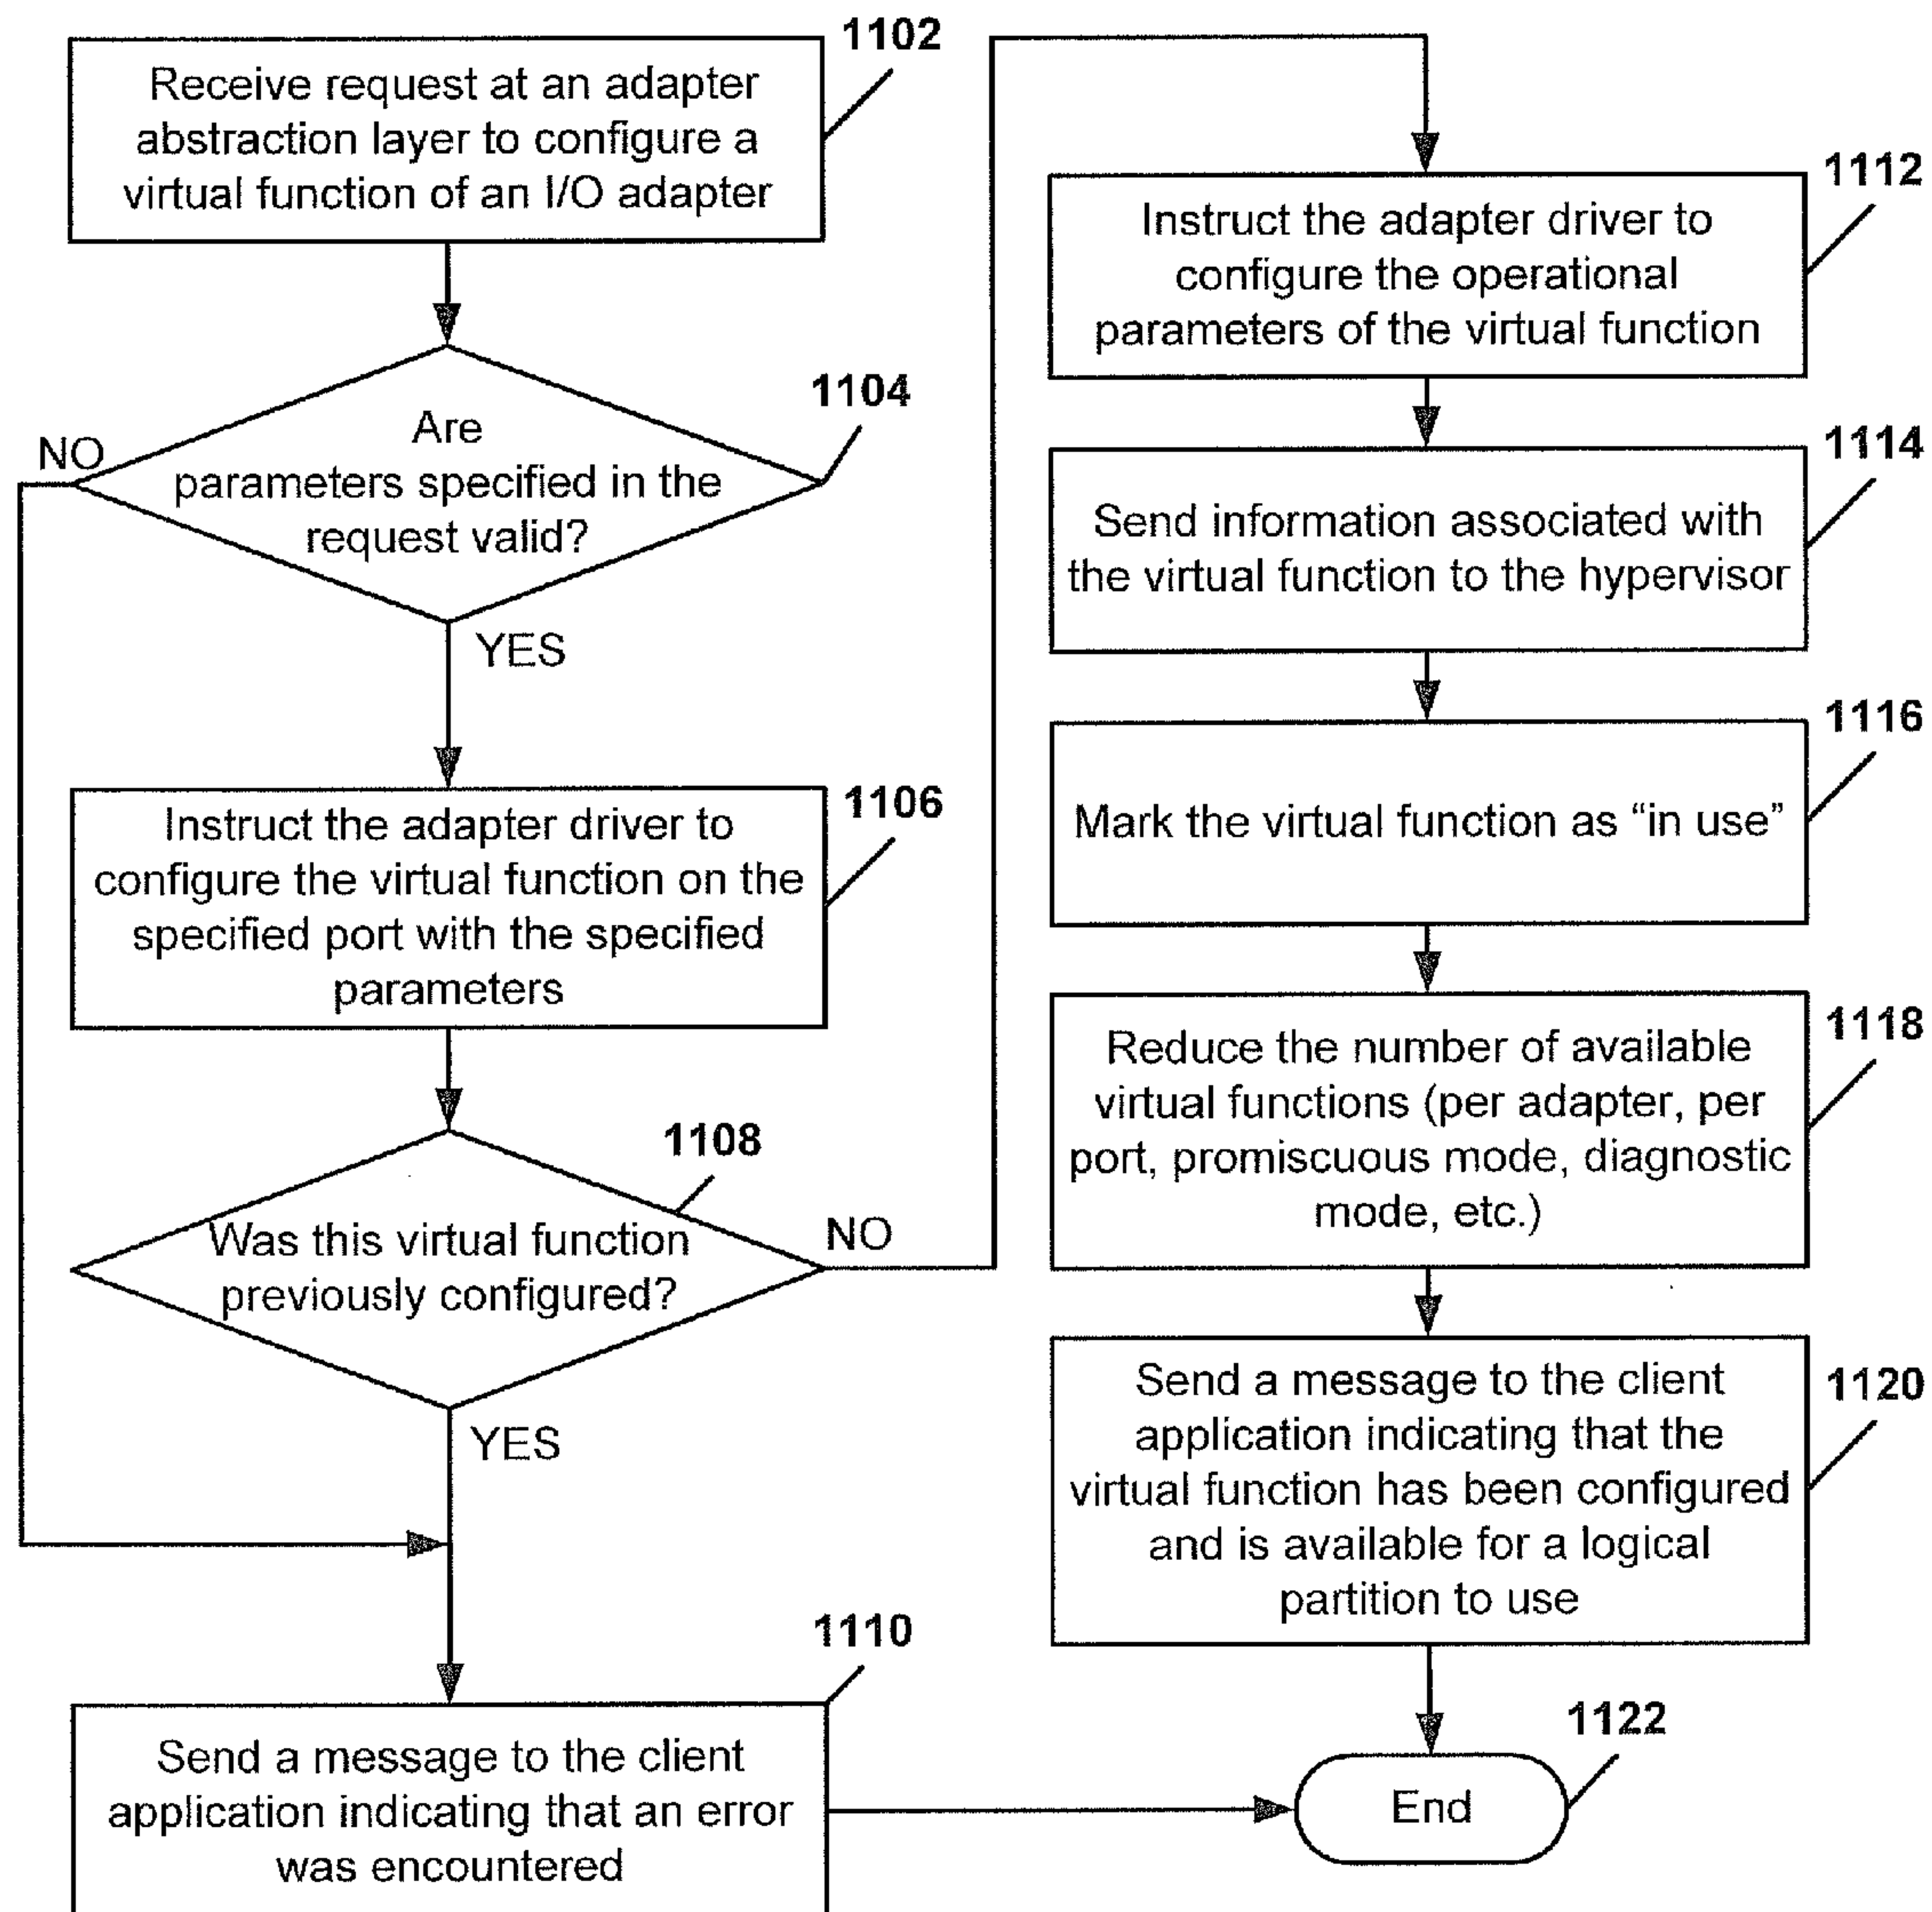 1102
Receive request at an adapter
abstraction layer to configure a
virtual function of an I/O adapter
1104
Are
parameters specified in the
request valid?
NO
YES
1106
Instruct the adapter driver to
configure the virtual function on the
specified port with the specified
parameters
1108
Was this virtual function
previously configured?
NO
YES
1110
Send a message to the client
application indicating that an error
was encountered
1112
Instruct the adapter driver to
configure the operational
parameters of the virtual function
1114
Send information associated with
the virtual function to the hypervisor
1116
Mark the virtual function as “in use”
1118
Reduce the number of available
virtual functions (per adapter, per
port, promiscuous mode, diagnostic
mode, etc.)
1120
Send a message to the client
application indicating that the
virtual function has been configured
and is available for a logical
partition to use
1122
End